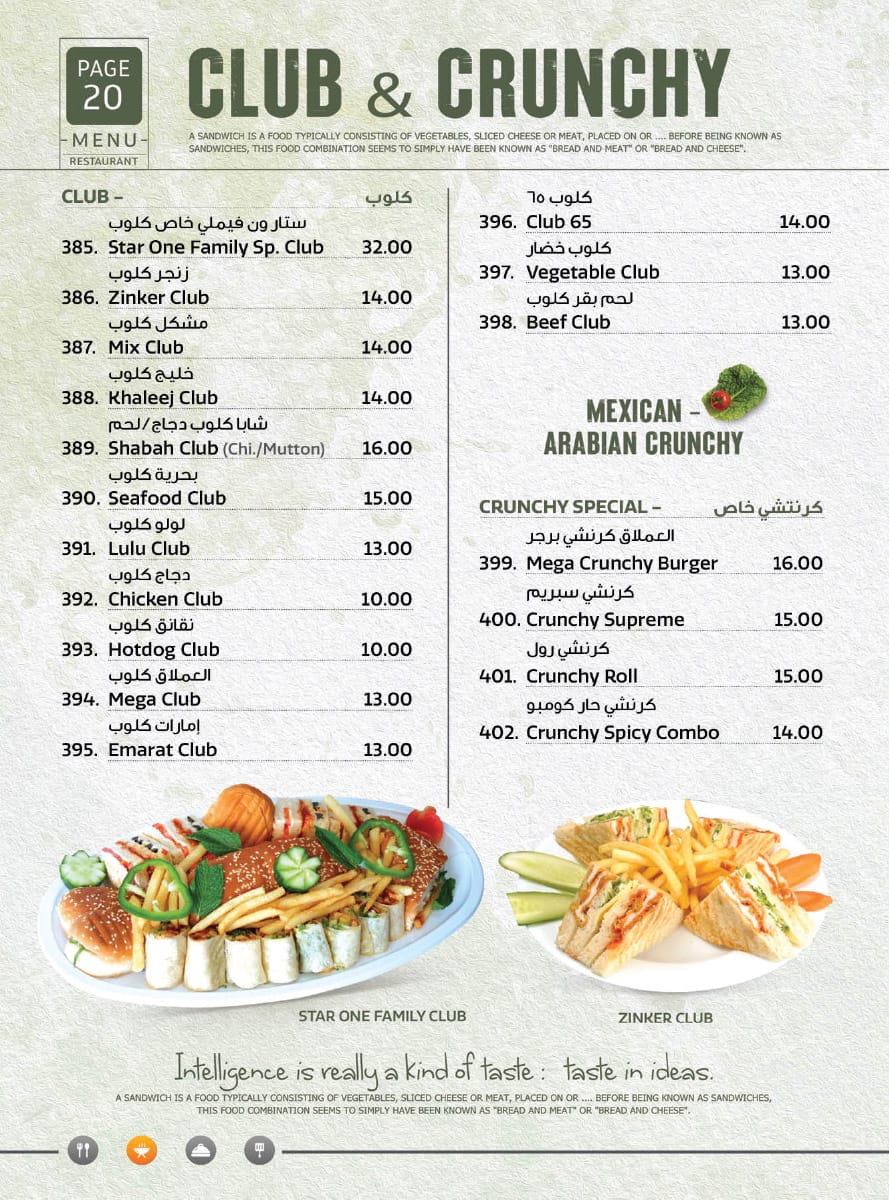 PAGE
20
MENU
RESTAURANT
CLUB & CRUNCHY
A SANDWICH IS A FOOD TYPICALLY CONSISTING OF VEGETABLES, SLICED CHEESE OR MEAT, PLACED ON OR .... BEFORE BEING KNOWN AS
SANDWICHES, THIS FOOD COMBINATION SEEMS TO SIMPLY HAVE BEEN KNOWN AS "BREAD AND MEAT" OR "BREAD AND CHEESE".
CLUB – كلوب
ستار ون فيملي خاص كلوب
385. Star One Family Sp. Club 32.00
زنجر كلوب
386. Zinker Club 14.00
مشكل كلوب
387. Mix Club 14.00
خليج كلوب
388. Khaleej Club 14.00
شابا كلوب دجاج/لحم
389. Shabah Club (Chi./Mutton) 16.00
بحرية كلوب
390. Seafood Club 15.00
لولو كلوب
391. Lulu Club 13.00
دجاج كلوب
392. Chicken Club 10.00
نقانق كلوب
393. Hotdog Club 10.00
العملاق كلوب
394. Mega Club 13.00
إمارات كلوب
395. Emarat Club 13.00
كلوب ٦٥
396. Club 65 14.00
كلوب خضار
397. Vegetable Club 13.00
لحم بقر كلوب
398. Beef Club 13.00
MEXICAN –
ARABIAN CRUNCHY
CRUNCHY SPECIAL – كرنتشي خاص
العملاق كرنشي برجر
399. Mega Crunchy Burger 16.00
كرنشي سبريم
400. Crunchy Supreme 15.00
كرنشي رول
401. Crunchy Roll 15.00
كرنشي حار كومبو
402. Crunchy Spicy Combo 14.00
STAR ONE FAMILY CLUB
ZINKER CLUB
Intelligence is really a kind of taste : taste in ideas.
A SANDWICH IS A FOOD TYPICALLY CONSISTING OF VEGETABLES, SLICED CHEESE OR MEAT, PLACED ON OR .... BEFORE BEING KNOWN AS SANDWICHES,
THIS FOOD COMBINATION SEEMS TO SIMPLY HAVE BEEN KNOWN AS "BREAD AND MEAT" OR "BREAD AND CHEESE".